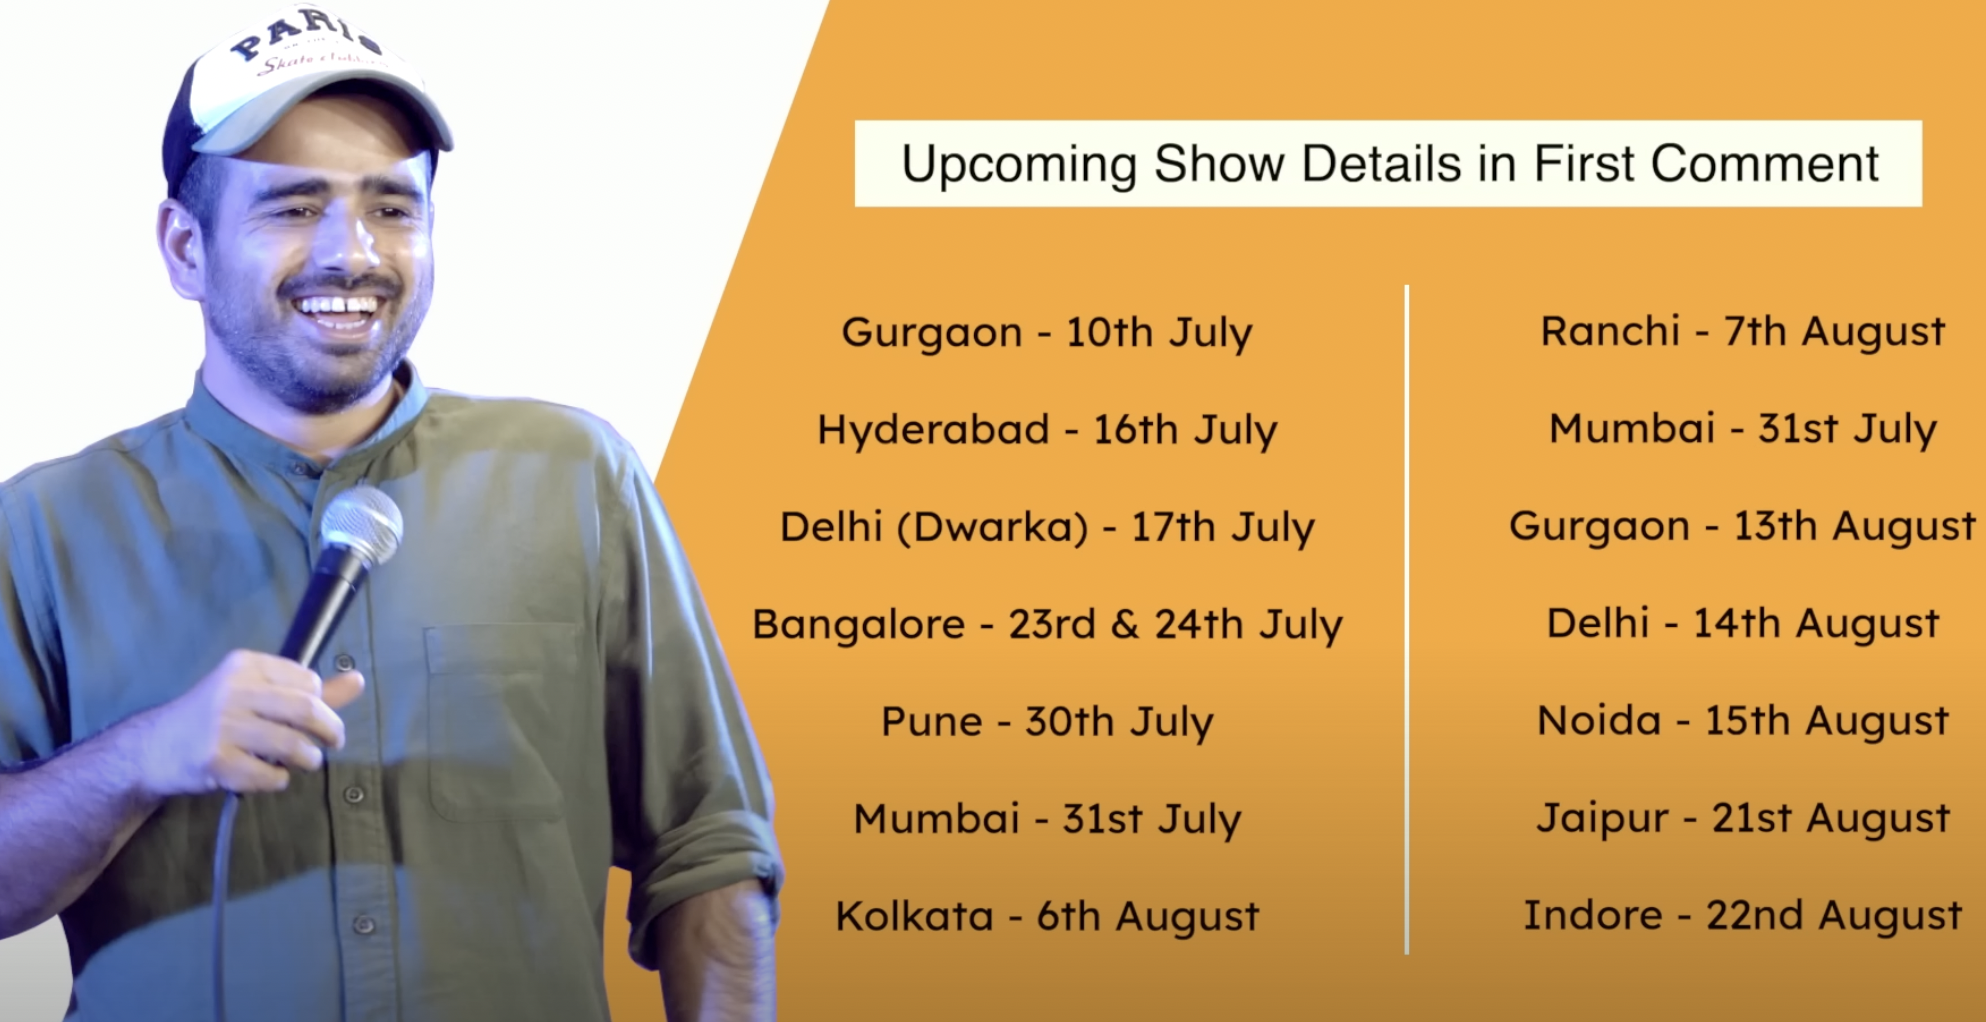 PARIS
Skate
Upcoming Show Details in First Comment
Gurgaon - 10th July
Hyderabad - 16th July
Delhi (Dwarka) - 17th July
Bangalore - 23rd & 24th July
Pune - 30th July
Mumbai - 31st July
Kolkata - 6th August
Ranchi - 7th August
Mumbai - 31st July
Gurgaon - 13th August
Delhi - 14th August
Noida - 15th August
Jaipur - 21st August
Indore - 22nd August